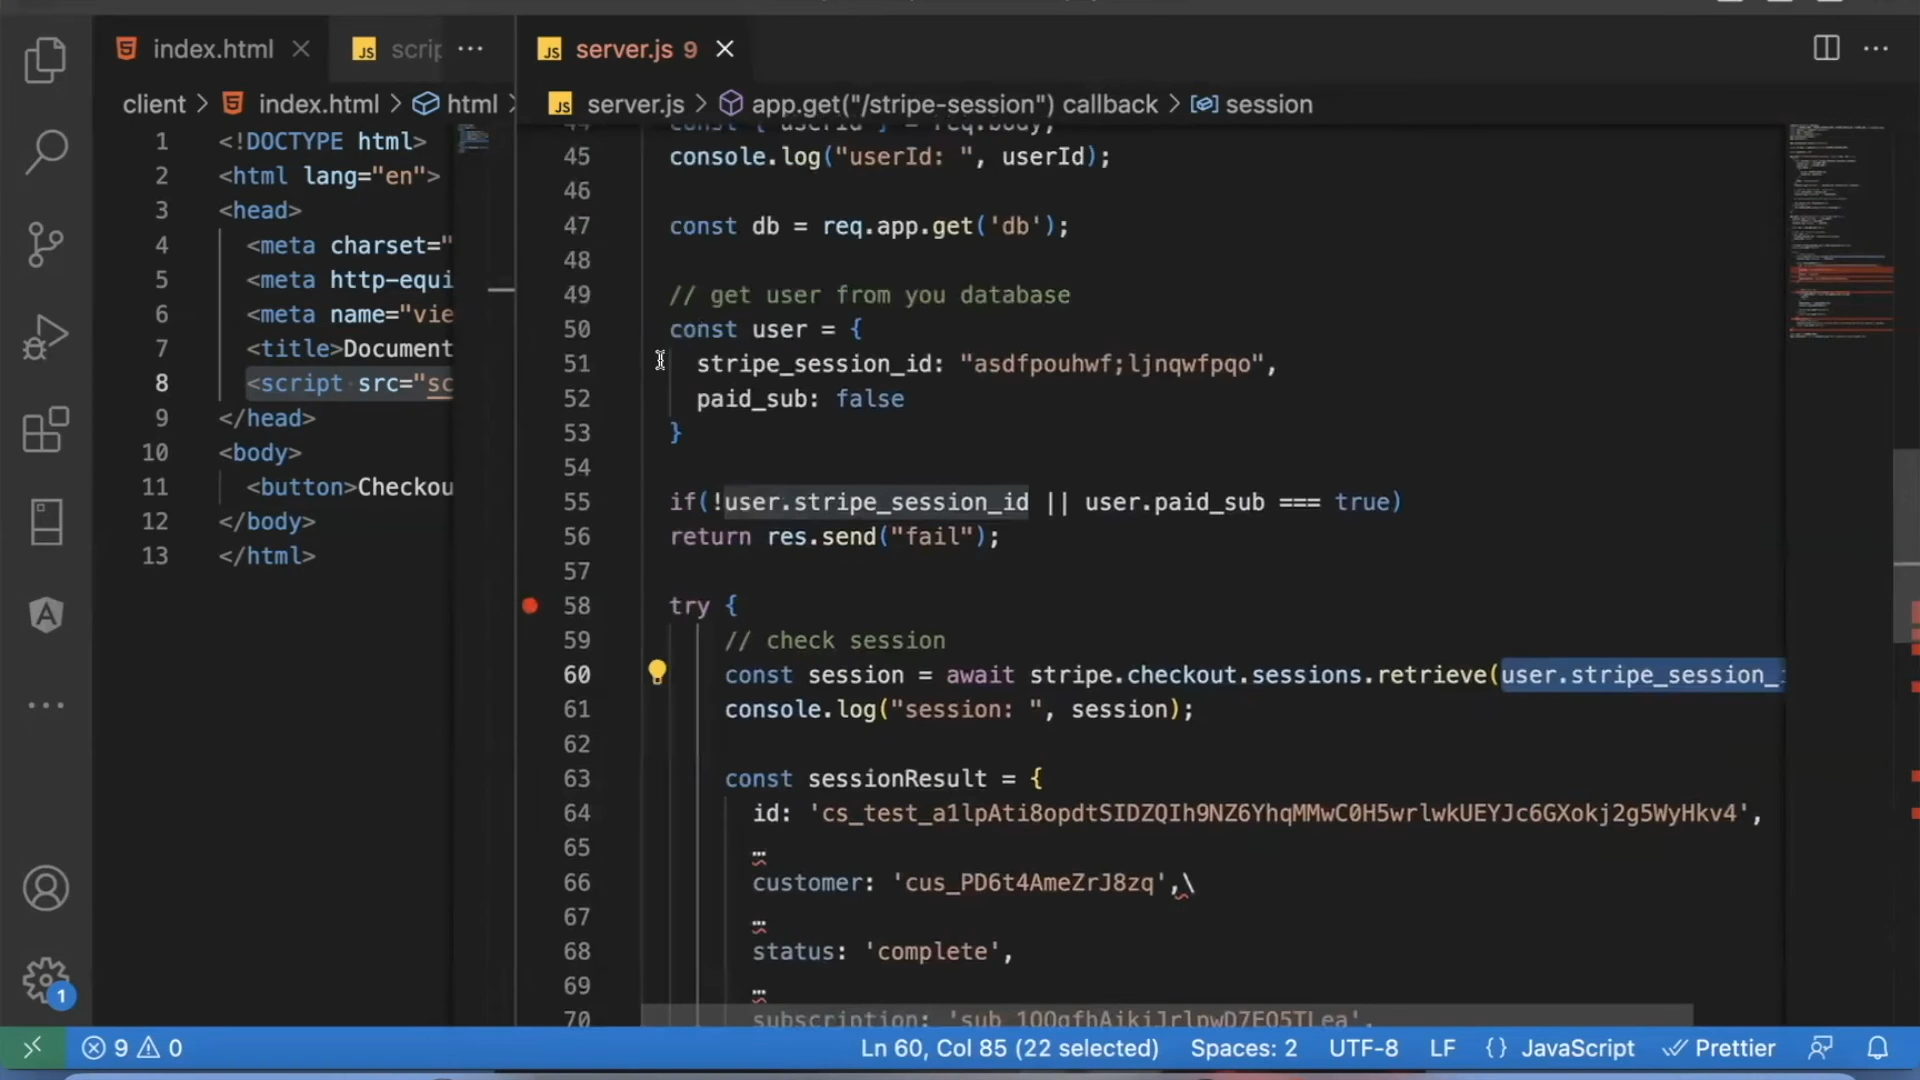 index.html
scrip
server.js 9
client > index.html > html >
server.js > app.get("/stripe-session") callback > session
1 <!DOCTYPE html>
2 <html lang="en">
3 <head>
4 <meta charset="
5 <meta http-equi
6 <meta name="vie
7 <title>Document
8 <script src="sc
9 </head>
10 <body>
11 <button>Checkou
12 </body>
13 </html>
44 const { userId } = req.body;
45 console.log("userId: ", userId);
46
47 const db = req.app.get('db');
48
49 // get user from you database
50 const user = {
51 stripe_session_id: "asdfpouhwf;ljnqwfpqo",
52 paid_sub: false
53 }
54
55 if(!user.stripe_session_id || user.paid_sub === true)
56 return res.send("fail");
57
58 try {
59 // check session
60 const session = await stripe.checkout.sessions.retrieve(user.stripe_session_
61 console.log("session: ", session);
62
63 const sessionResult = {
64 id: 'cs_test_a1lpAti8opdtSIDZQIh9NZ6YhqMMwC0H5wrlwkUEYJc6GXokj2g5WyHkv4',
65 …
66 customer: 'cus_PD6t4AmeZrJ8zq',\
67 …
68 status: 'complete',
69 …
70 subscription:
1
9 0
Ln 60, Col 85 (22 selected)
Spaces: 2
UTF-8
LF
{} JavaScript
Prettier